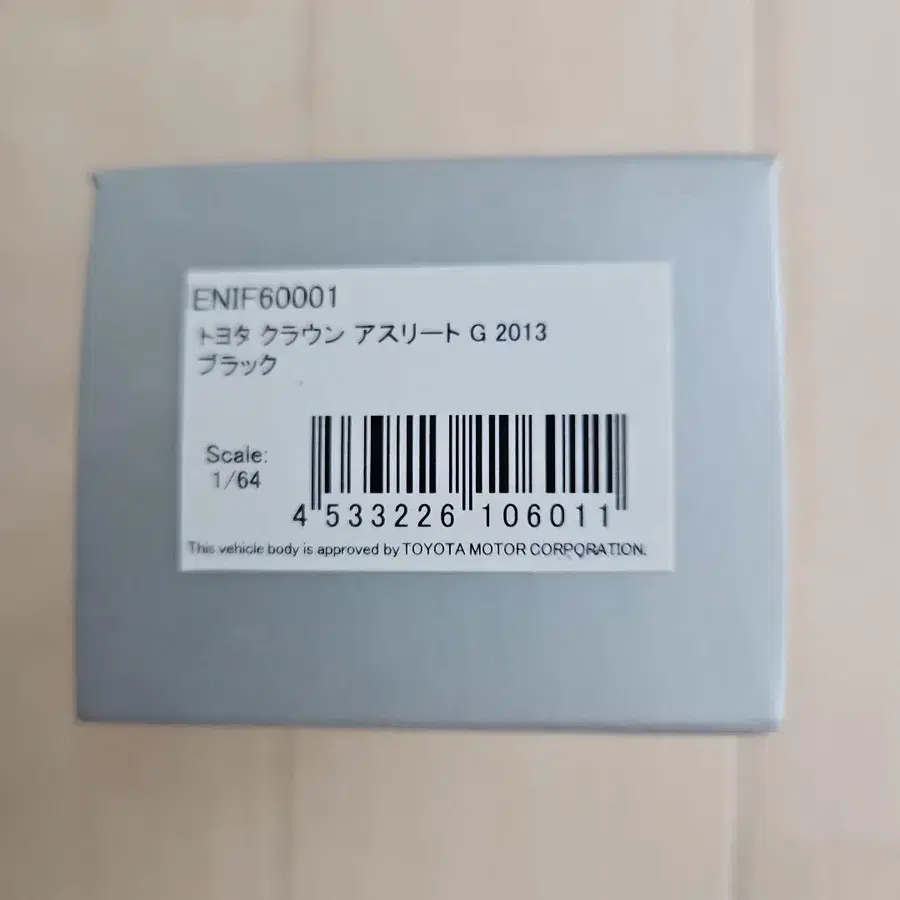 ENIF60001
トヨタ クラウン アスリート G 2013
ブラック
Scale:
1/64
4 533226 106011
This vehicle body is approved by TOYOTA MOTOR CORPORATION.